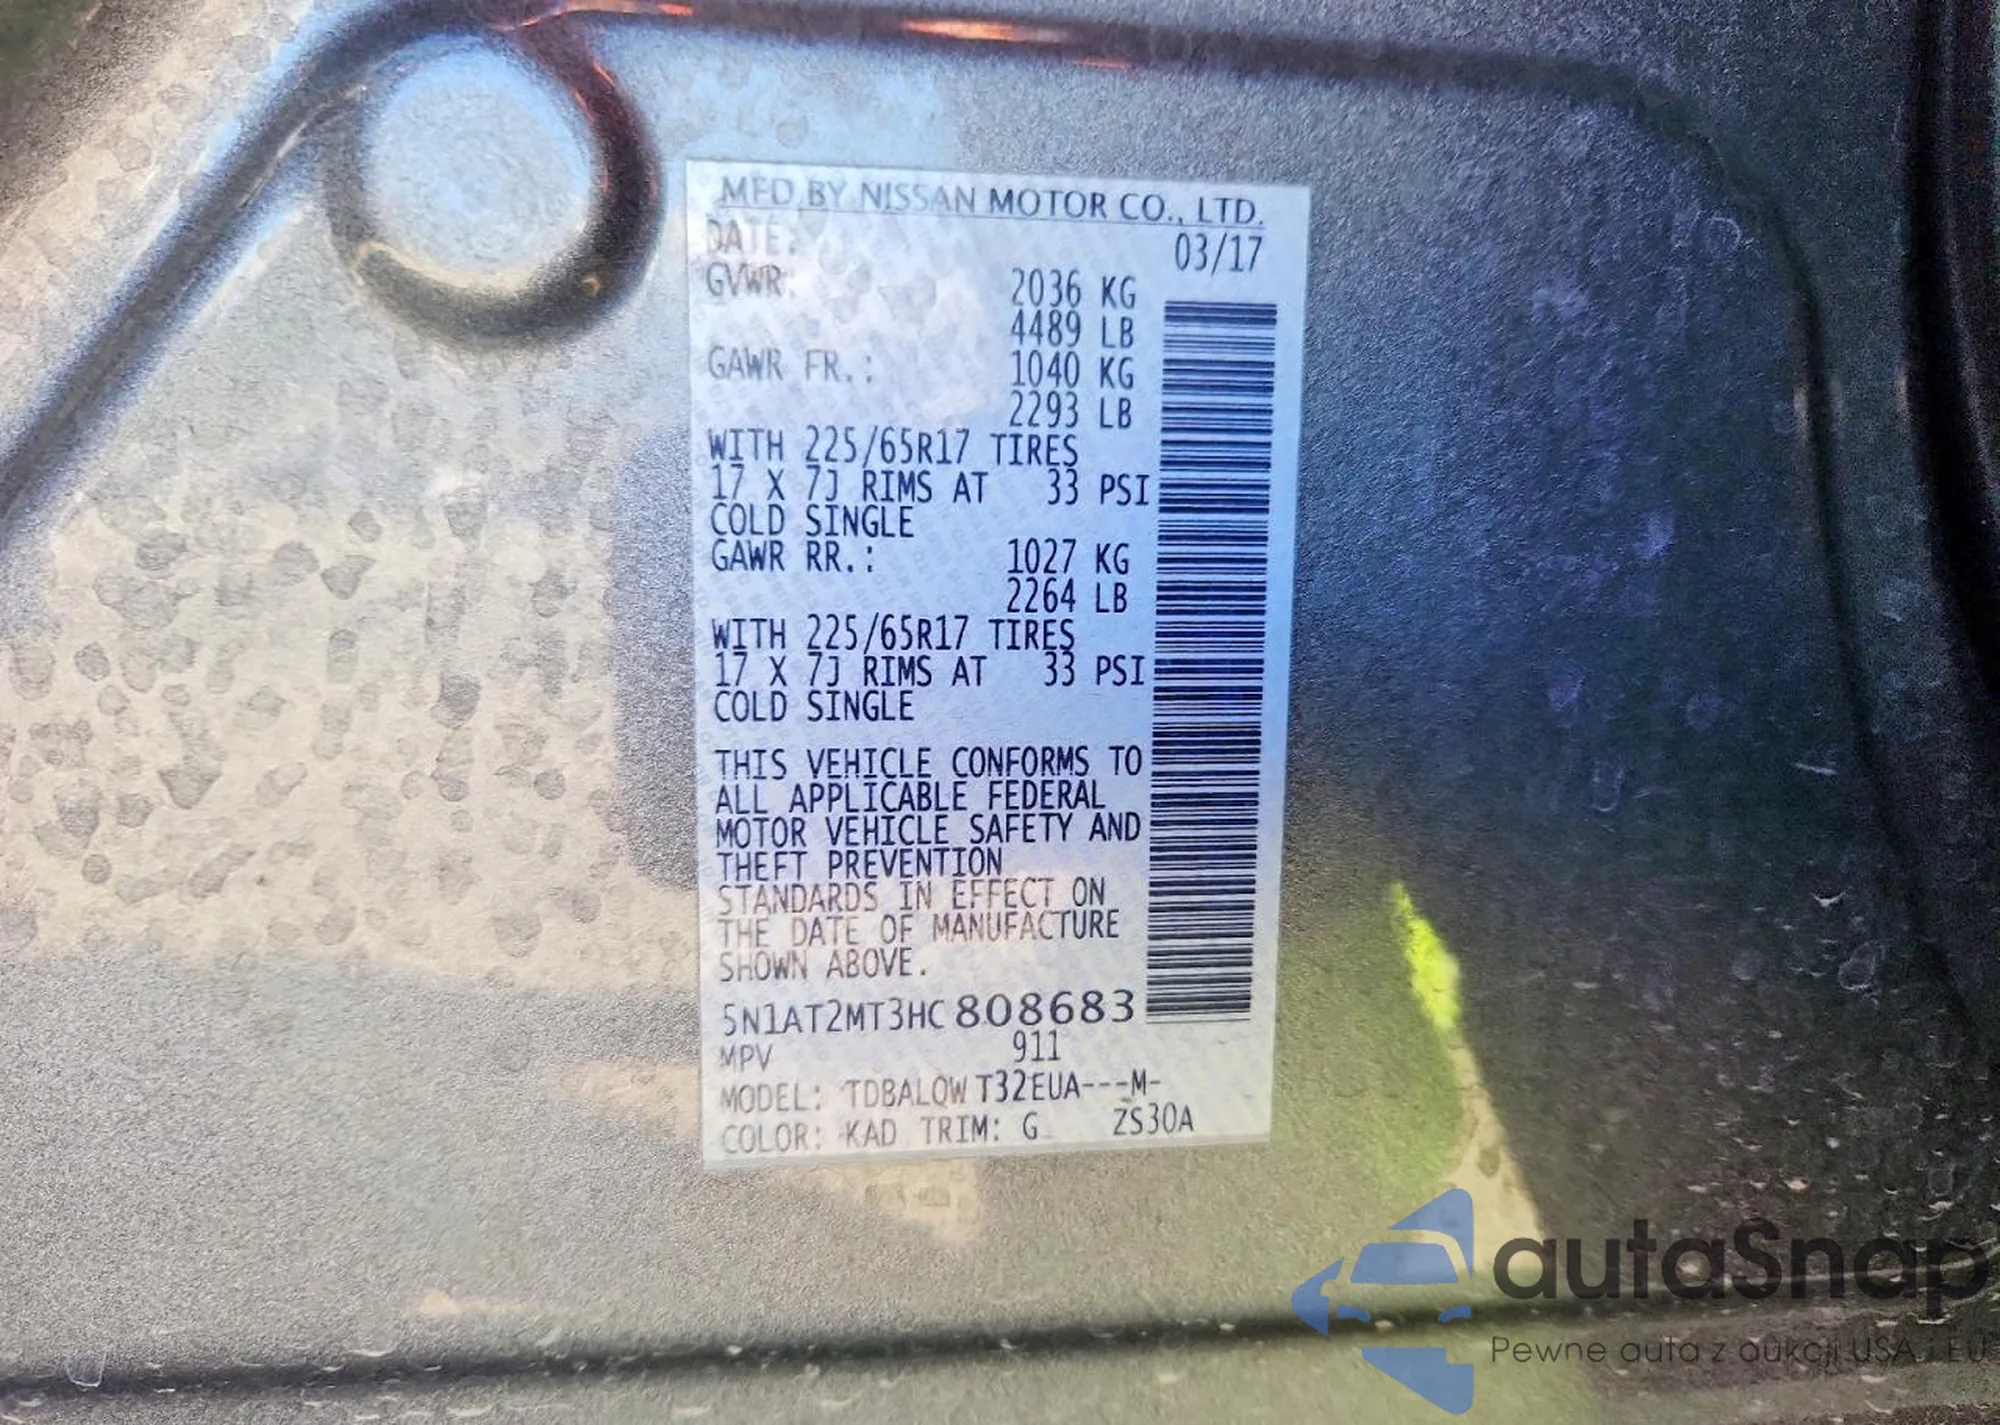 MFD BY NISSAN MOTOR CO., LTD.
DATE: 03/17
GVWR: 2036 KG
4489 LB
GAWR FR.: 1040 KG
2293 LB
WITH 225/65R17 TIRES
17 X 7J RIMS AT 33 PSI
COLD SINGLE
GAWR RR.: 1027 KG
2264 LB
WITH 225/65R17 TIRES
17 X 7J RIMS AT 33 PSI
COLD SINGLE
THIS VEHICLE CONFORMS TO
ALL APPLICABLE FEDERAL
MOTOR VEHICLE SAFETY AND
THEFT PREVENTION
STANDARDS IN EFFECT ON
THE DATE OF MANUFACTURE
SHOWN ABOVE.
5N1AT2MT3HC808683
MPV 911
MODEL: TDBALQWT32EUA---M-
COLOR: KAD TRIM: G ZS30A
autaSnap
Pewne auta z aukcji USA i EU